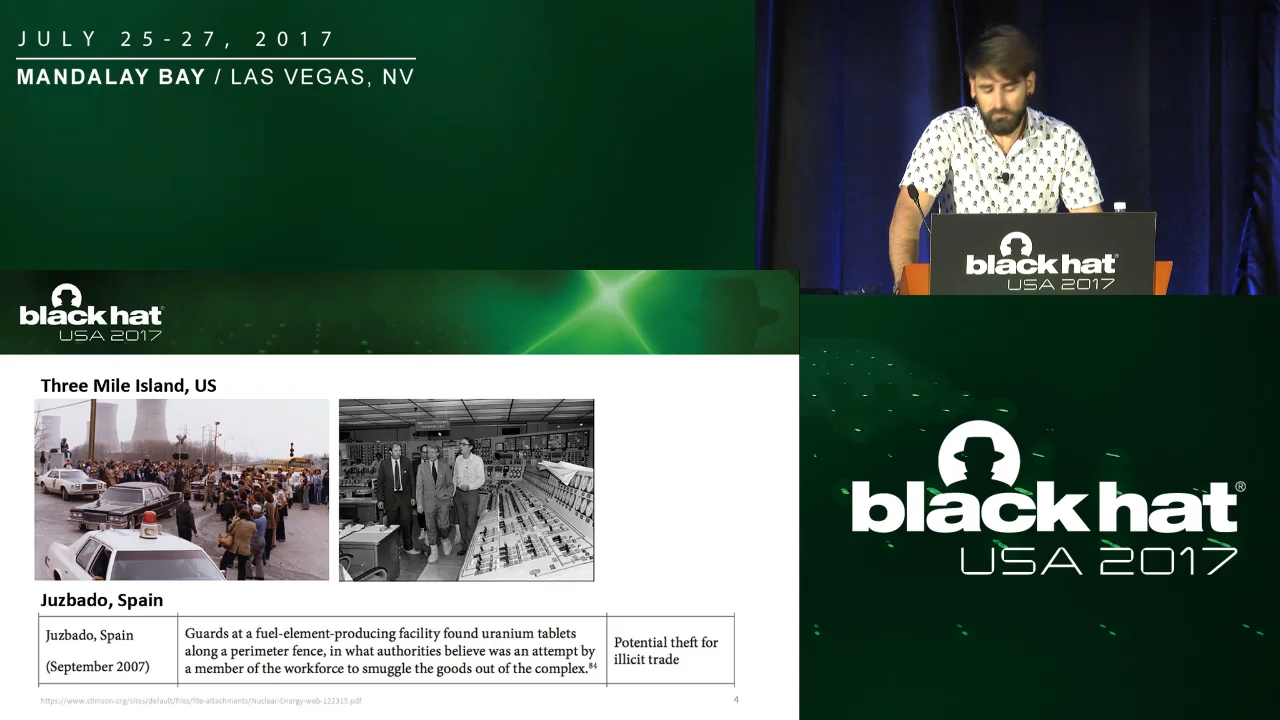 JULY 25-27, 2017
MANDALAY BAY / LAS VEGAS, NV
black hat®
USA 2017
black hat
USA 2017
Three Mile Island, US
Juzbado, Spain
Juzbado, Spain
(September 2007)
Guards at a fuel-element-producing facility found uranium tablets
along a perimeter fence, in what authorities believe was an attempt by
a member of the workforce to smuggle the goods out of the complex.⁸⁴
Potential theft for
illicit trade
https://www.stimson.org/sites/default/files/file-attachments/Nuclear-Energy-web-122315.pdf
4
black hat®
USA 2017